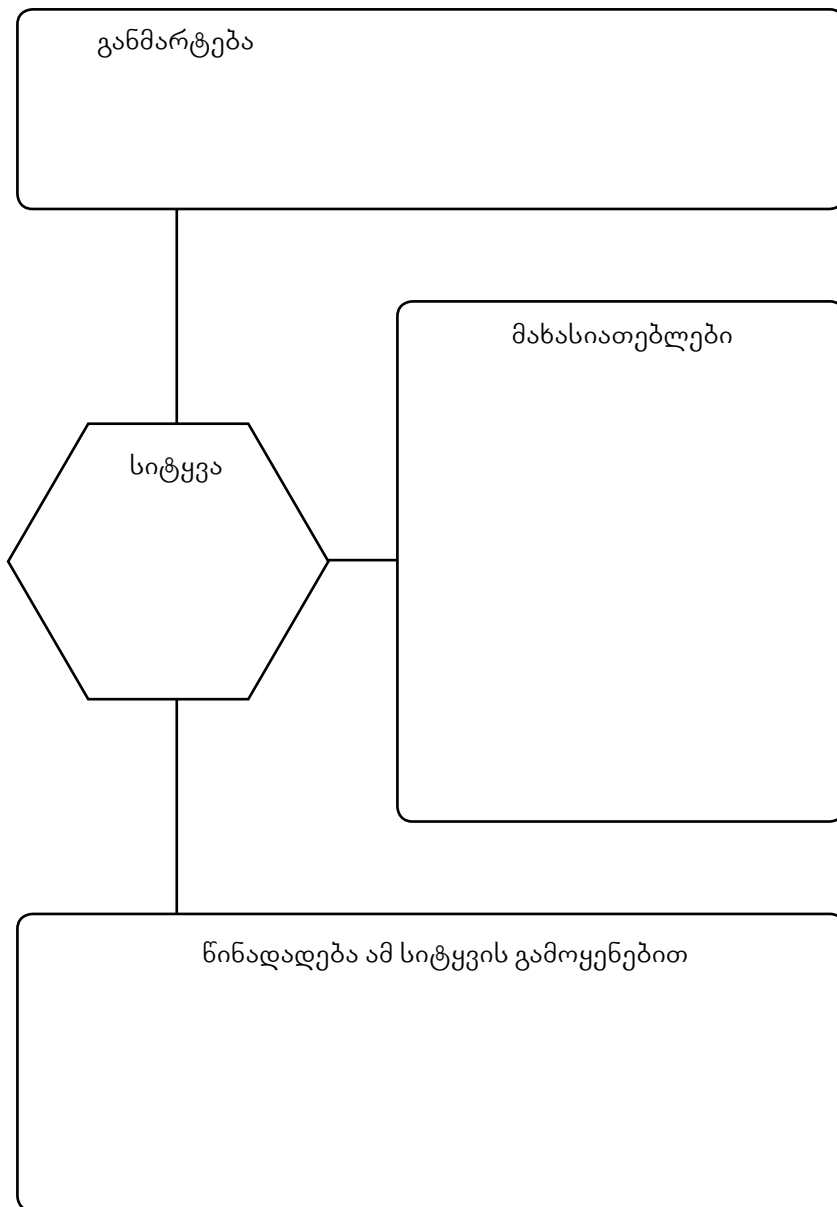 განმარტება
მახასიათებლები
სიტყვა
წინადადება ამ სიტყვის გამოყენებით